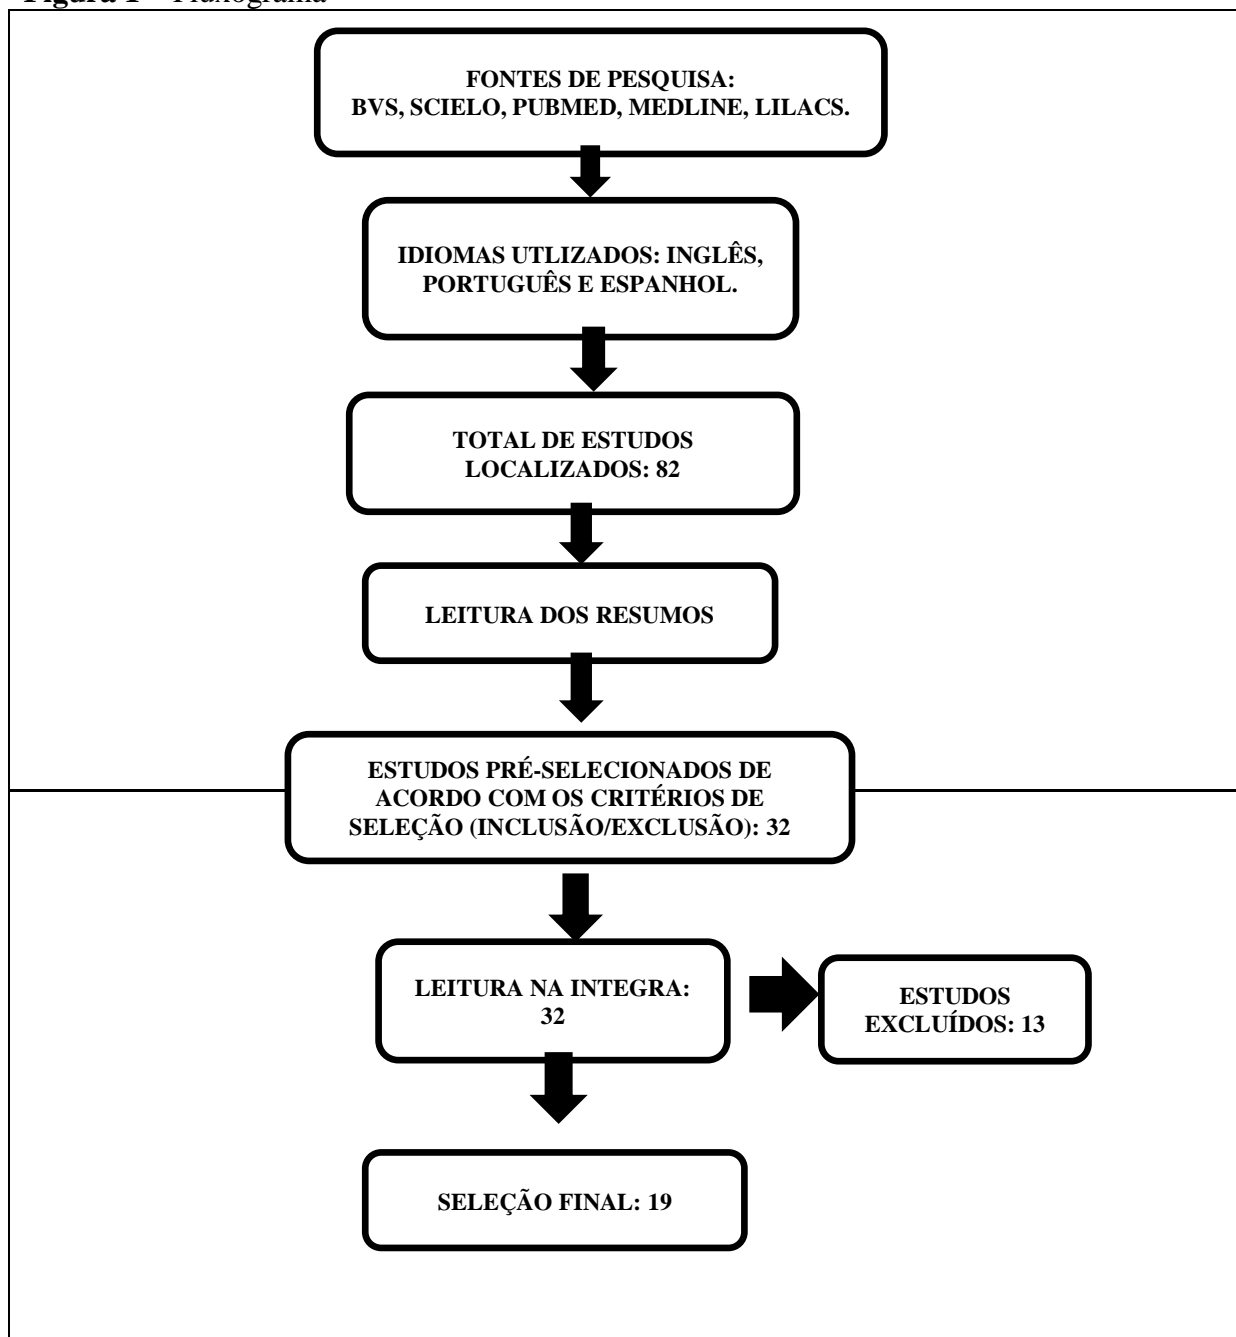 Figura 1 – Fluxograma
FONTES DE PESQUISA:
BVS, SCIELO, PUBMED, MEDLINE, LILACS.
IDIOMAS UTLIZADOS: INGLÊS,
PORTUGUÊS E ESPANHOL.
TOTAL DE ESTUDOS
LOCALIZADOS: 82
LEITURA DOS RESUMOS
ESTUDOS PRÉ-SELECIONADOS DE
ACORDO COM OS CRITÉRIOS DE
SELEÇÃO (INCLUSÃO/EXCLUSÃO): 32
LEITURA NA INTEGRA:
32
ESTUDOS
EXCLUÍDOS: 13
SELEÇÃO FINAL: 19